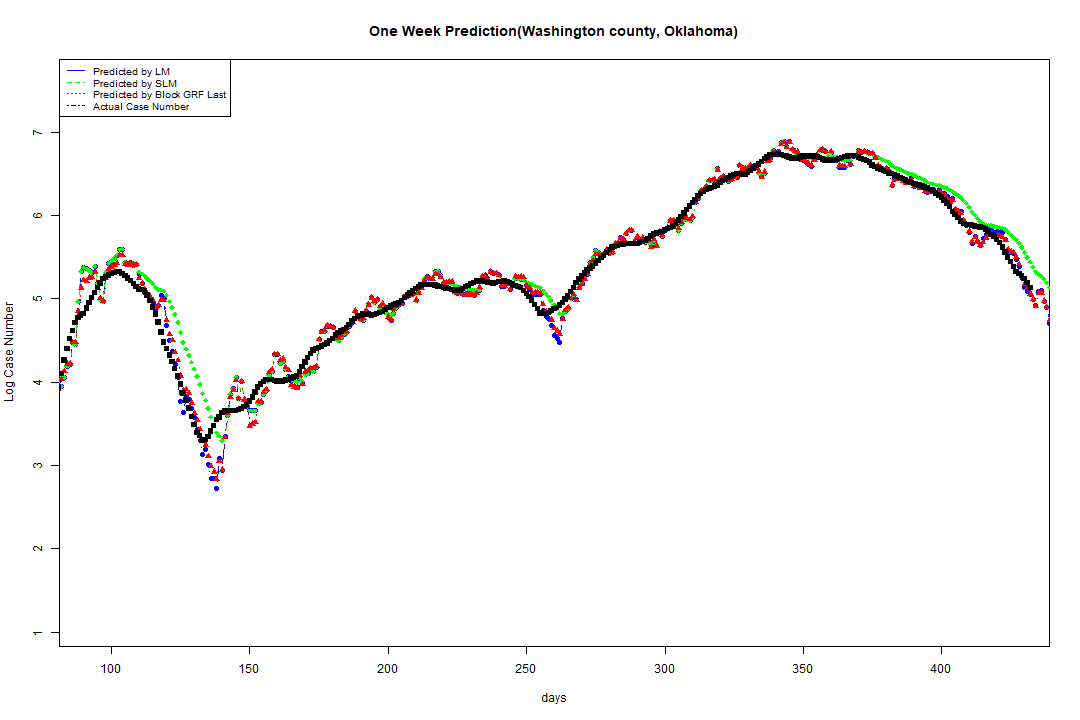 One Week Prediction(Washington county, Oklahoma)
Predicted by LM
Predicted by SLM
Predicted by Block GRF Last
Actual Case Number
7
6
5
4
3
2
1
Log Case Number
100 150 200 250 300 350 400
days